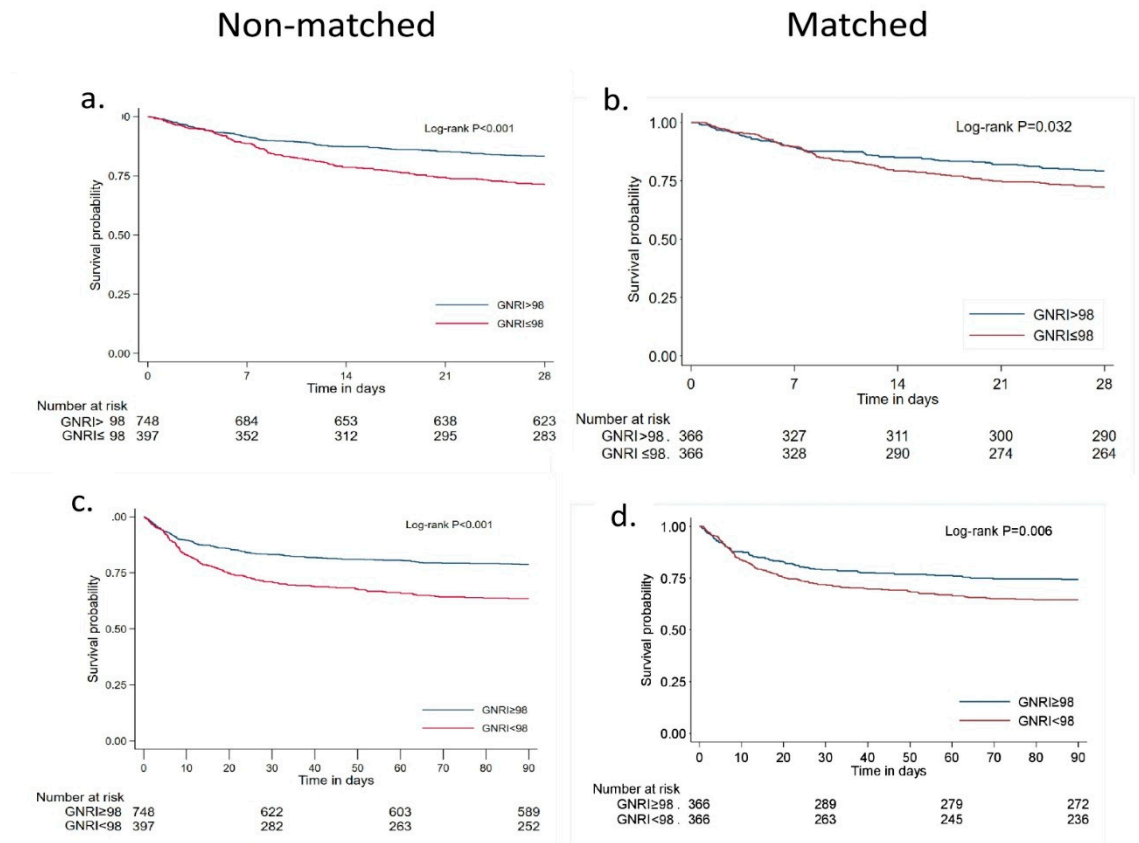 Non-matched
Matched
a.
Log-rank P<0.001
Survival probability
00
0.75
0.50
0.25
0.00
GNRI>98
GNRI≤98
0 7 14 21 28
Time in days
Number at risk
GNRI> 98 748 684 653 638 623
GNRI≤ 98 397 352 312 295 283
b.
Log-rank P=0.032
Survival probability
1.00
0.75
0.50
0.25
0.00
GNRI>98
GNRI≤98
0 7 14 21 28
Time in days
Number at risk
GNRI>98. 366 327 311 300 290
GNRI ≤98. 366 328 290 274 264
c.
Log-rank P<0.001
Survival probability
.00
0.75
0.50
0.25
0.00
GNRI≥98
GNRI<98
0 10 20 30 40 50 60 70 80 90
Time in days
Number at risk
GNRI≥98 748 622 603 589
GNRI<98 397 282 263 252
d.
Log-rank P=0.006
Survival probability
1.00
0.75
0.50
0.25
0.00
GNRI≥98
GNRI<98
0 10 20 30 40 50 60 70 80 90
Time in days
Number at risk
GNRI≥98 . 366 289 279 272
GNRI<98 . 366 263 245 236